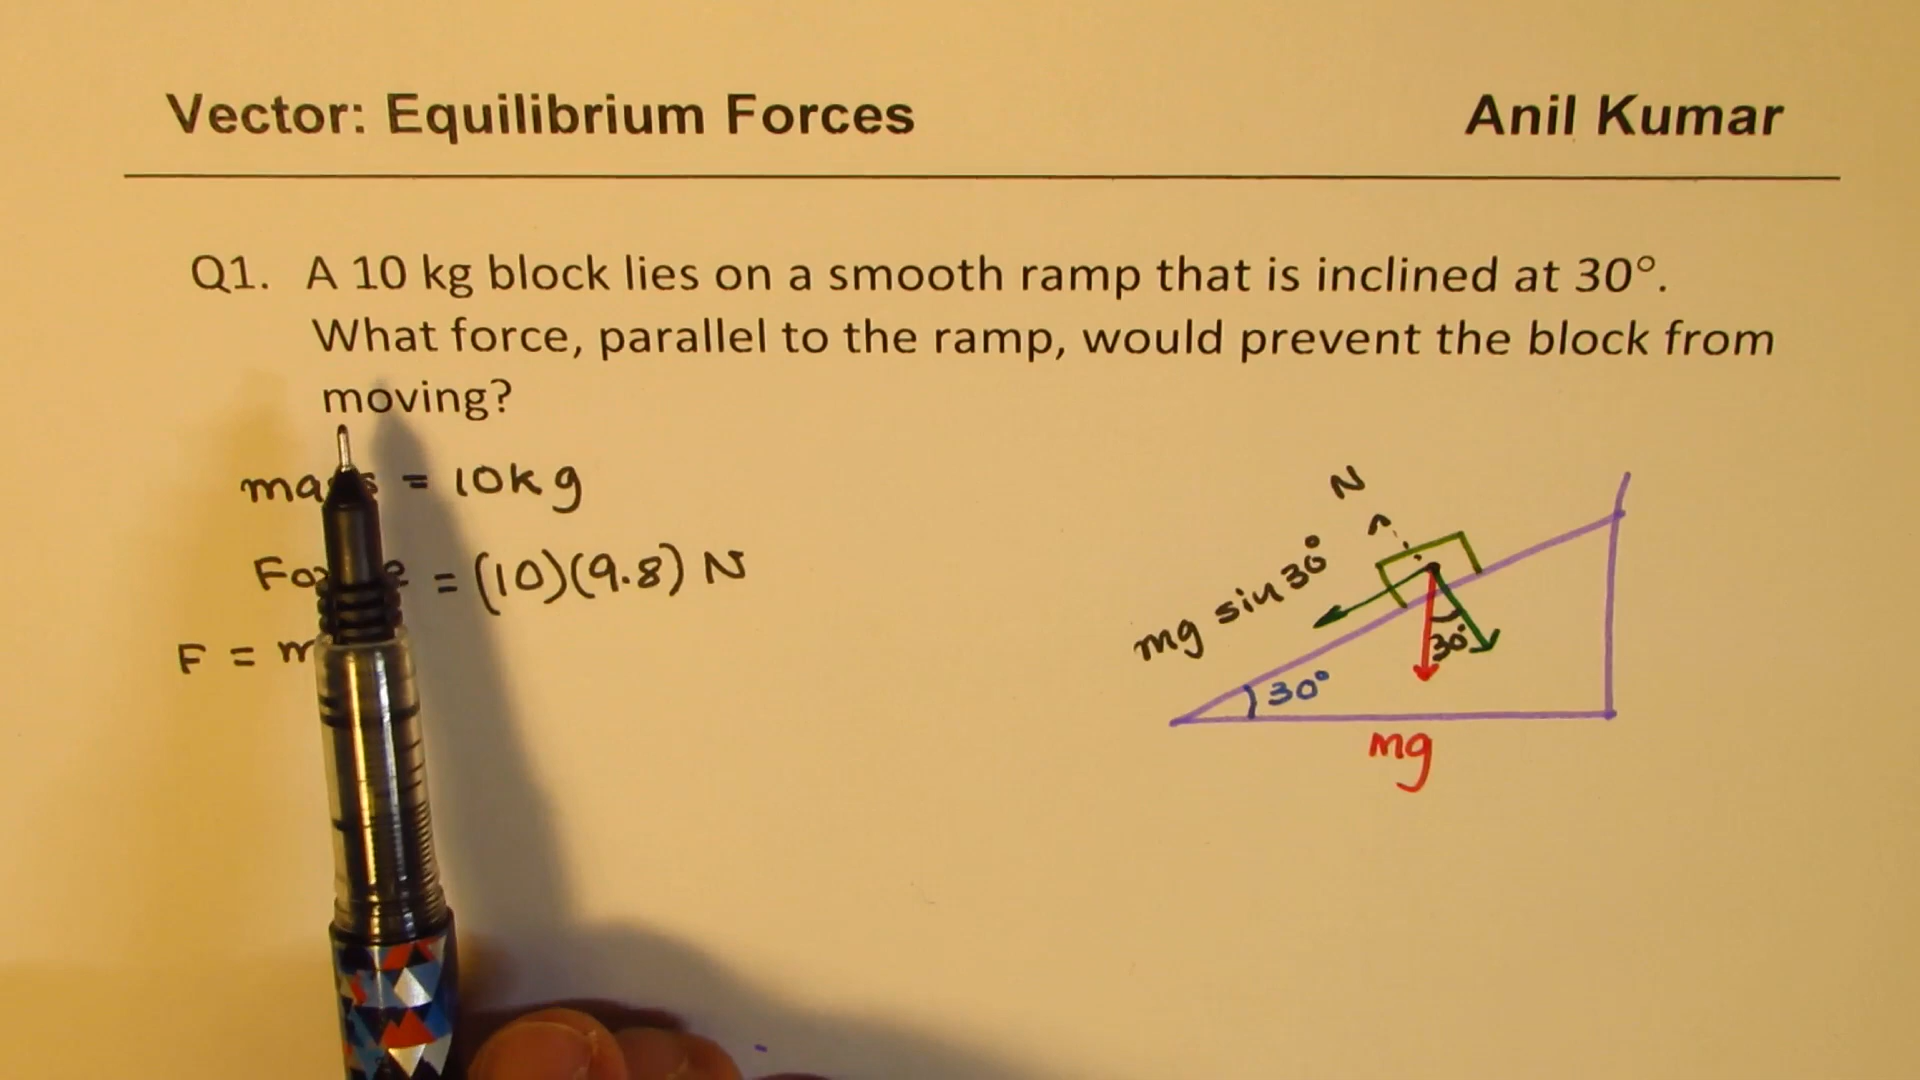 Vector: Equilibrium Forces Anil Kumar
Q1. A 10 kg block lies on a smooth ramp that is inclined at 30°.
What force, parallel to the ramp, would prevent the block from
moving?
= 10kg
= (10)(9.8) N
F =
N
mg sin 30°
30°
30°
mg